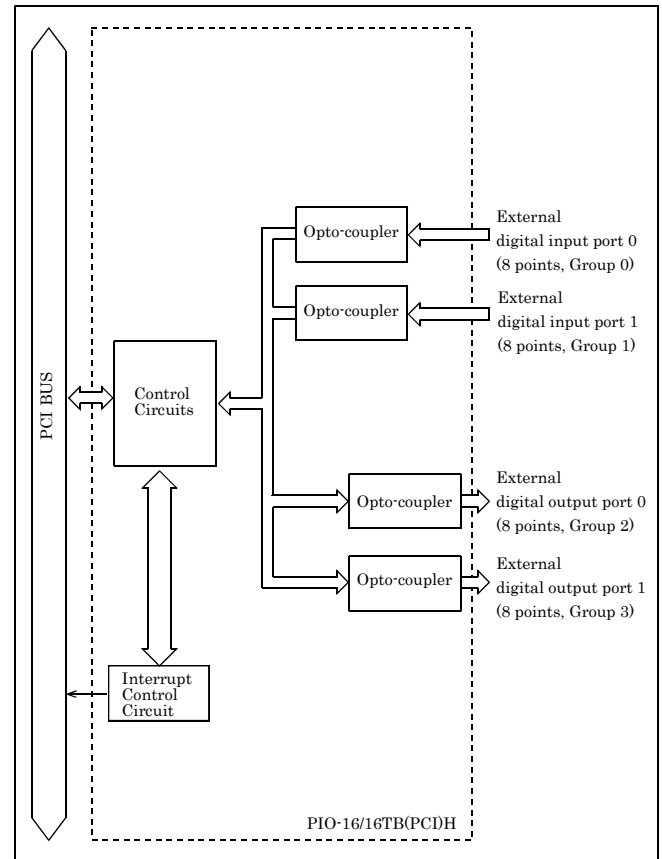 Opto-coupler
External
digital input port 0
(8 points, Group 0)
Opto-coupler
External
digital input port 1
(8 points, Group 1)
PCI BUS
Control
Circuits
Opto-coupler
External
digital output port 0
(8 points, Group 2)
Opto-coupler
External
digital output port 1
(8 points, Group 3)
Interrupt
Control
Circuit
PIO-16/16TB(PCI)H